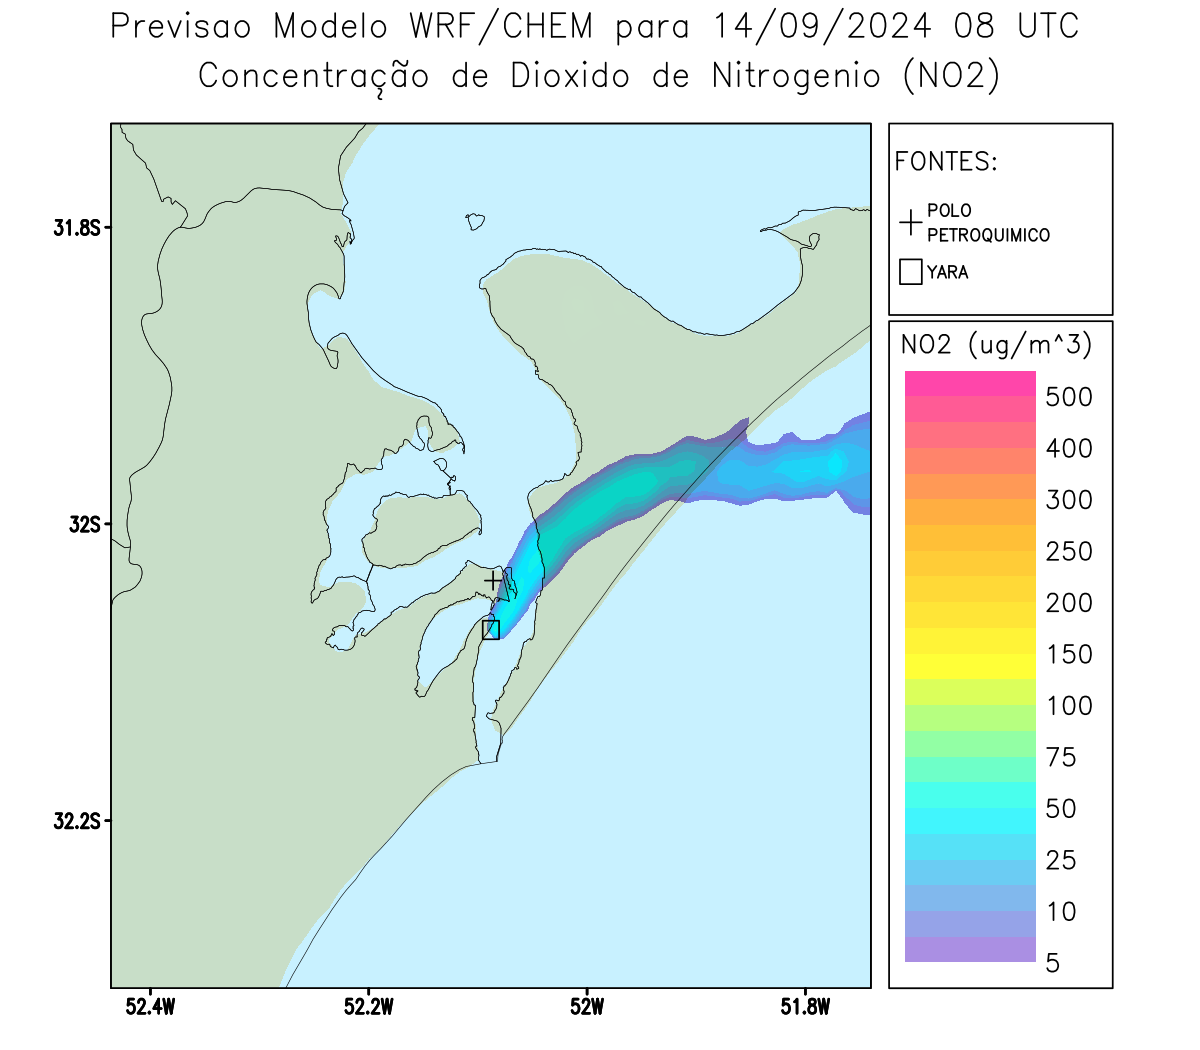 Previsao Modelo WRF/CHEM para 14/09/2024 08 UTC
Concentração de Dioxido de Nitrogenio (NO2)
FONTES:
POLO
PETROQUIMICO
YARA
NO2 (ug/m^3)
500
400
300
250
200
150
100
75
50
25
10
5
31.8S
32S
32.2S
52.4W
52.2W
52W
51.8W